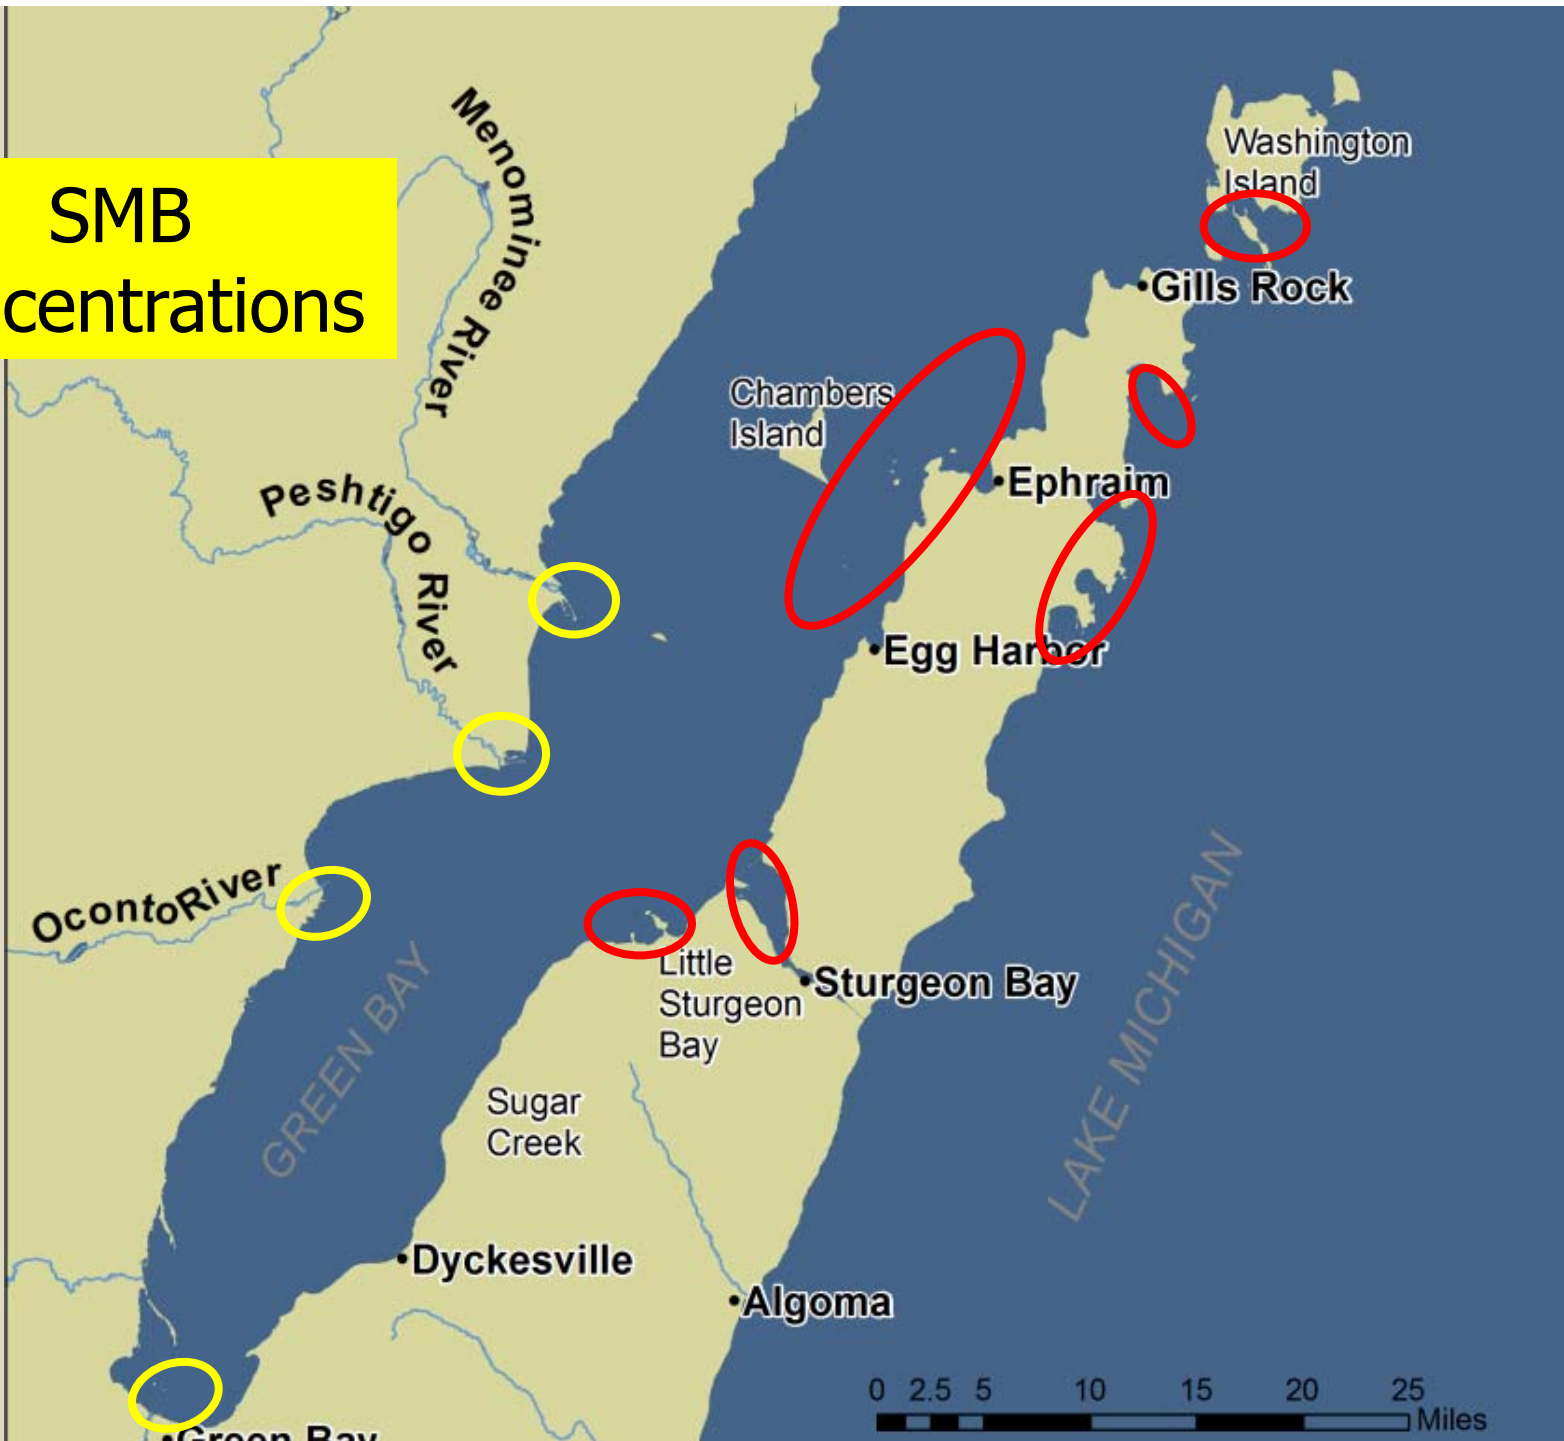 SMB
centrations
Menominee River
Washington
Island
Gills Rock
Chambers
Island
Ephraim
Peshtigo River
Egg Harbor
OcontoRiver
Little
Sturgeon
Bay
Sturgeon Bay
GREEN BAY
LAKE MICHIGAN
Sugar
Creek
Dyckesville
Algoma
0 2.5 5 10 15 20 25
Miles
Green Bay